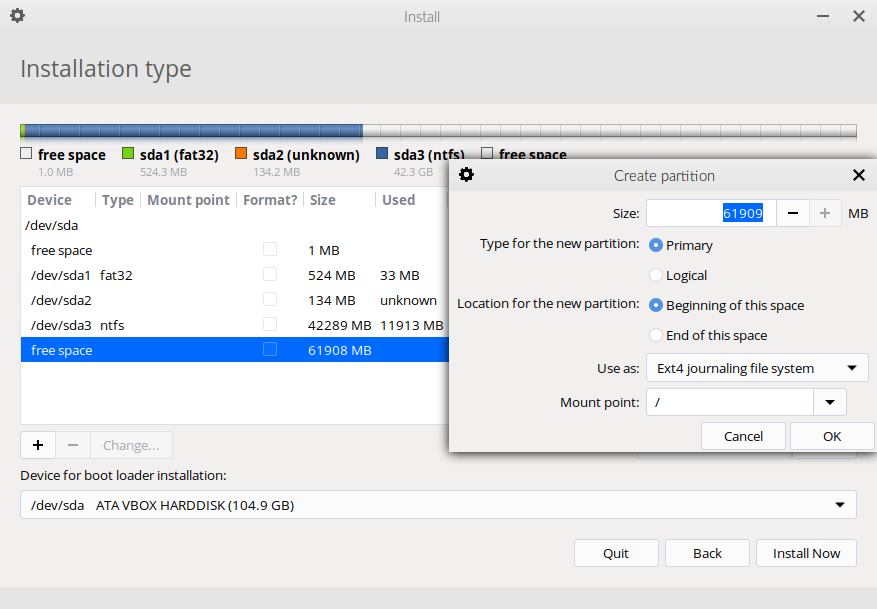 Install
Installation type
free space sda1 (fat32) sda2 (unknown) sda3 (ntfs) free space
1.0 MB 524.3 MB 134.2 MB 42.3 GB
Device Type Mount point Format? Size Used
/dev/sda
free space 1 MB
/dev/sda1 fat32 524 MB 33 MB
/dev/sda2 134 MB unknown
/dev/sda3 ntfs 42289 MB 11913 MB
free space 61908 MB
+ − Change...
Create partition
Size: 61909 − + MB
Type for the new partition: Primary
Logical
Location for the new partition: Beginning of this space
End of this space
Use as: Ext4 journaling file system
Mount point: /
Cancel OK
Device for boot loader installation:
/dev/sda ATA VBOX HARDDISK (104.9 GB)
Quit Back Install Now